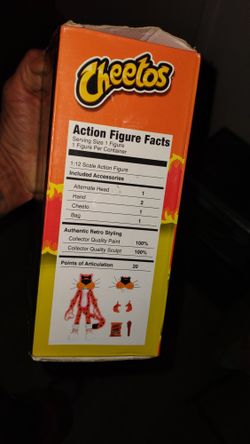 Cheetos
Action Figure Facts
Serving Size 1 Figure
1 Figure Per Container
1:12 Scale Action Figure
Included Accessories
Alternate Head 1
Hand 2
Cheeto 1
Bag 1
Authentic Retro Styling
Collector Quality Paint 100%
Collector Quality Sculpt 100%
Points of Articulation 20